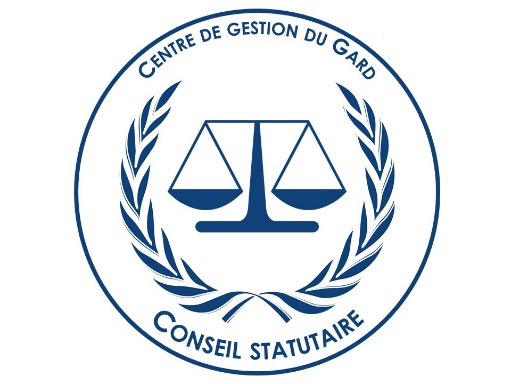 Centre de gestion du Gard
Conseil statutaire